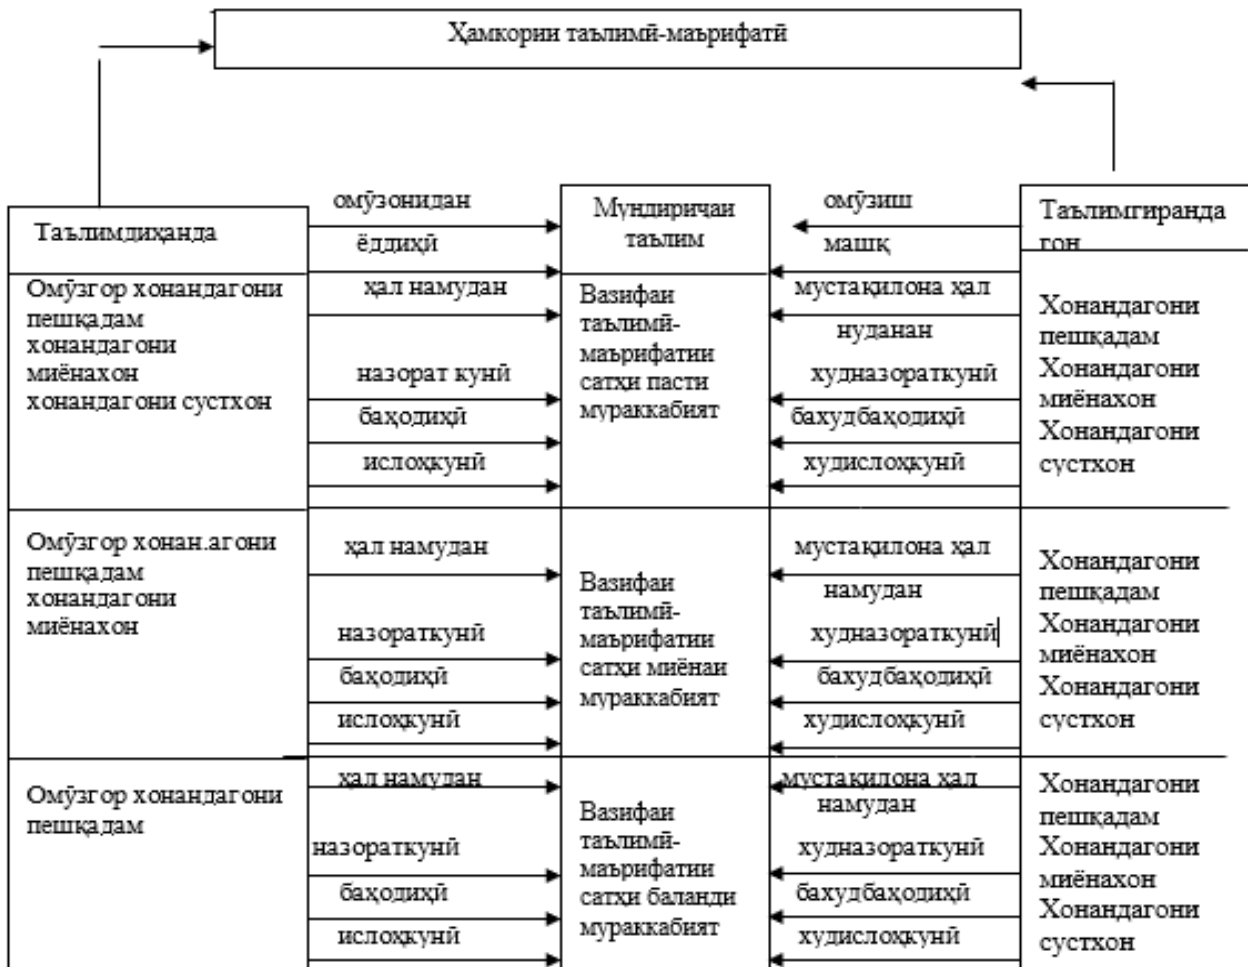 Ҳамкории таълимӣ-маърифатӣ
Таълимдиҳанда
омӯзонидан
ёддиҳӣ
Мундириҷаи
таълим
омӯзиш
машқ
Таълимгиранда
гон
Омӯзгор хонандагони
пешқадам
хонандагони
миёнахон
хонандагони сустхон
ҳал намудан
назорат кунӣ
баҳодиҳӣ
ислоҳкунӣ
Вазифаи
таълимӣ-
маърифатии
сатҳи пасти
мураккабият
мустақилона ҳал
нуданан
худназораткунӣ
бахудбаҳодиҳӣ
худислоҳкунӣ
Хонандагони
пешқадам
Хонандагони
миёнахон
Хонандагони
сустхон
Омӯзгор хонан.агони
пешқадам
хонандагони
миёнахон
ҳал намудан
назораткунӣ
баҳодиҳӣ
ислоҳкунӣ
Вазифаи
таълимӣ-
маърифатии
сатҳи миёнаи
мураккабият
мустақилона ҳал
намудан
худназораткунӣ
бахудбаҳодиҳӣ
худислоҳкунӣ
Хонандагони
пешқадам
Хонандагони
миёнахон
Хонандагони
сустхон
Омӯзгор хонандагони
пешқадам
ҳал намудан
назораткунӣ
баҳодиҳӣ
ислоҳкунӣ
Вазифаи
таълимӣ-
маърифатии
сатҳи баланди
мураккабият
мустақилона ҳал
намудан
худназораткунӣ
бахудбаҳодиҳӣ
худислоҳкунӣ
Хонандагони
пешқадам
Хонандагони
миёнахон
Хонандагони
сустхон